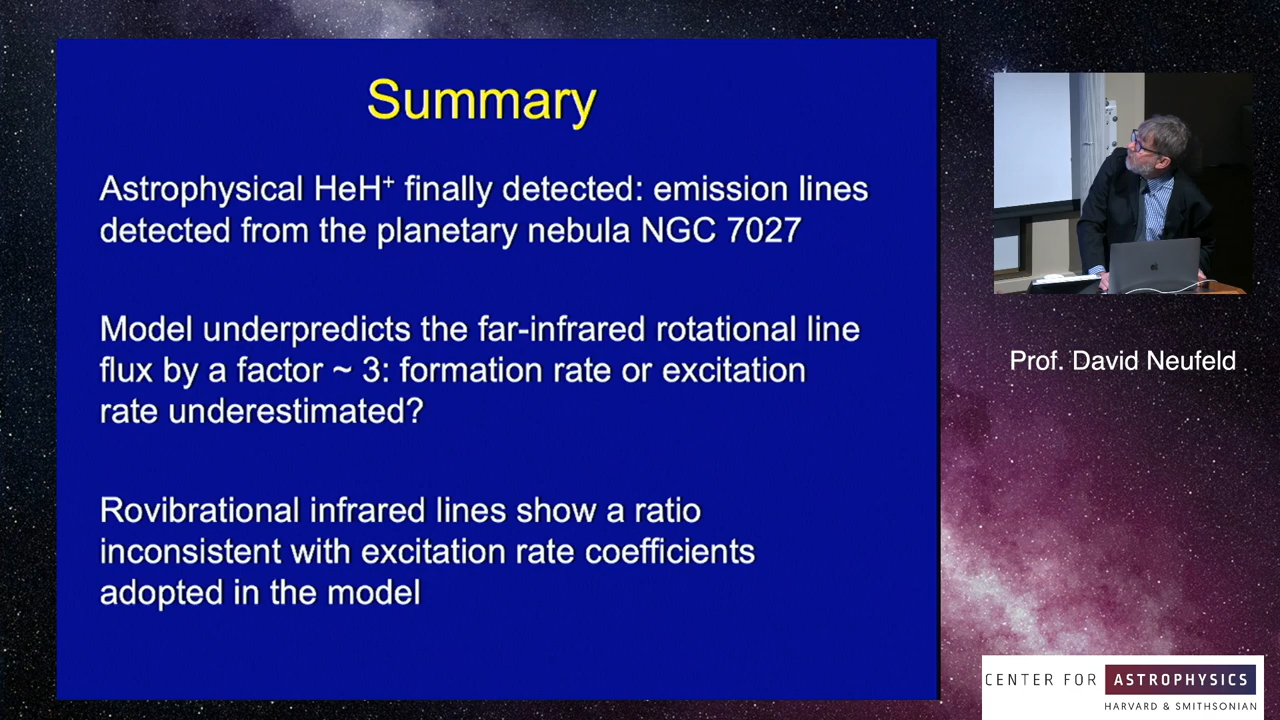 Summary
Astrophysical HeH⁺ finally detected: emission lines
detected from the planetary nebula NGC 7027
Model underpredicts the far-infrared rotational line
flux by a factor ~ 3: formation rate or excitation
rate underestimated?
Rovibrational infrared lines show a ratio
inconsistent with excitation rate coefficients
adopted in the model
Prof. David Neufeld
CENTER FOR ASTROPHYSICS
HARVARD & SMITHSONIAN